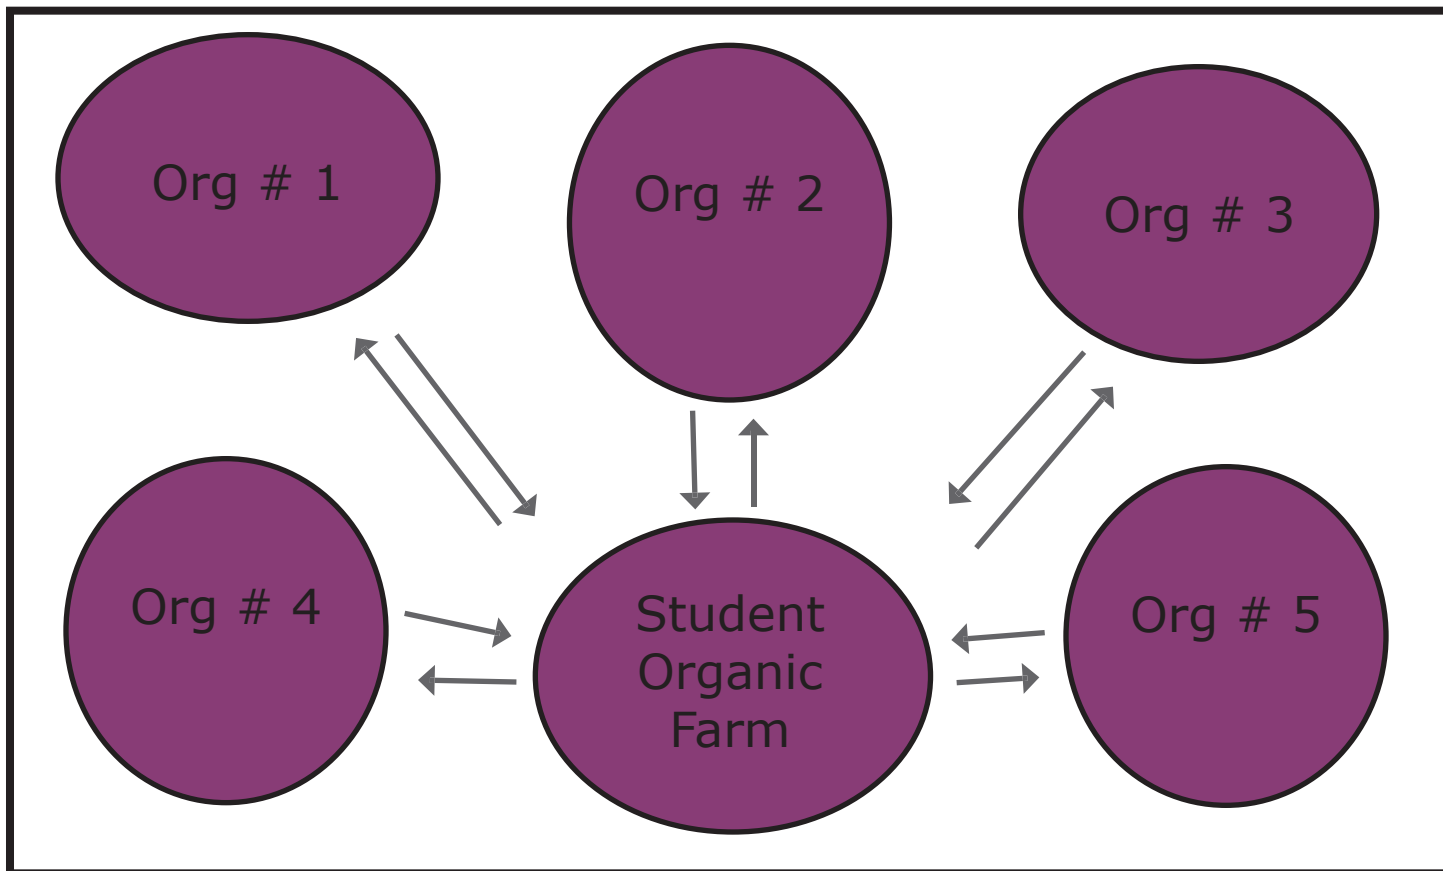 Org # 1
Org # 2
Org # 3
Org # 4
Student
Organic
Farm
Org # 5